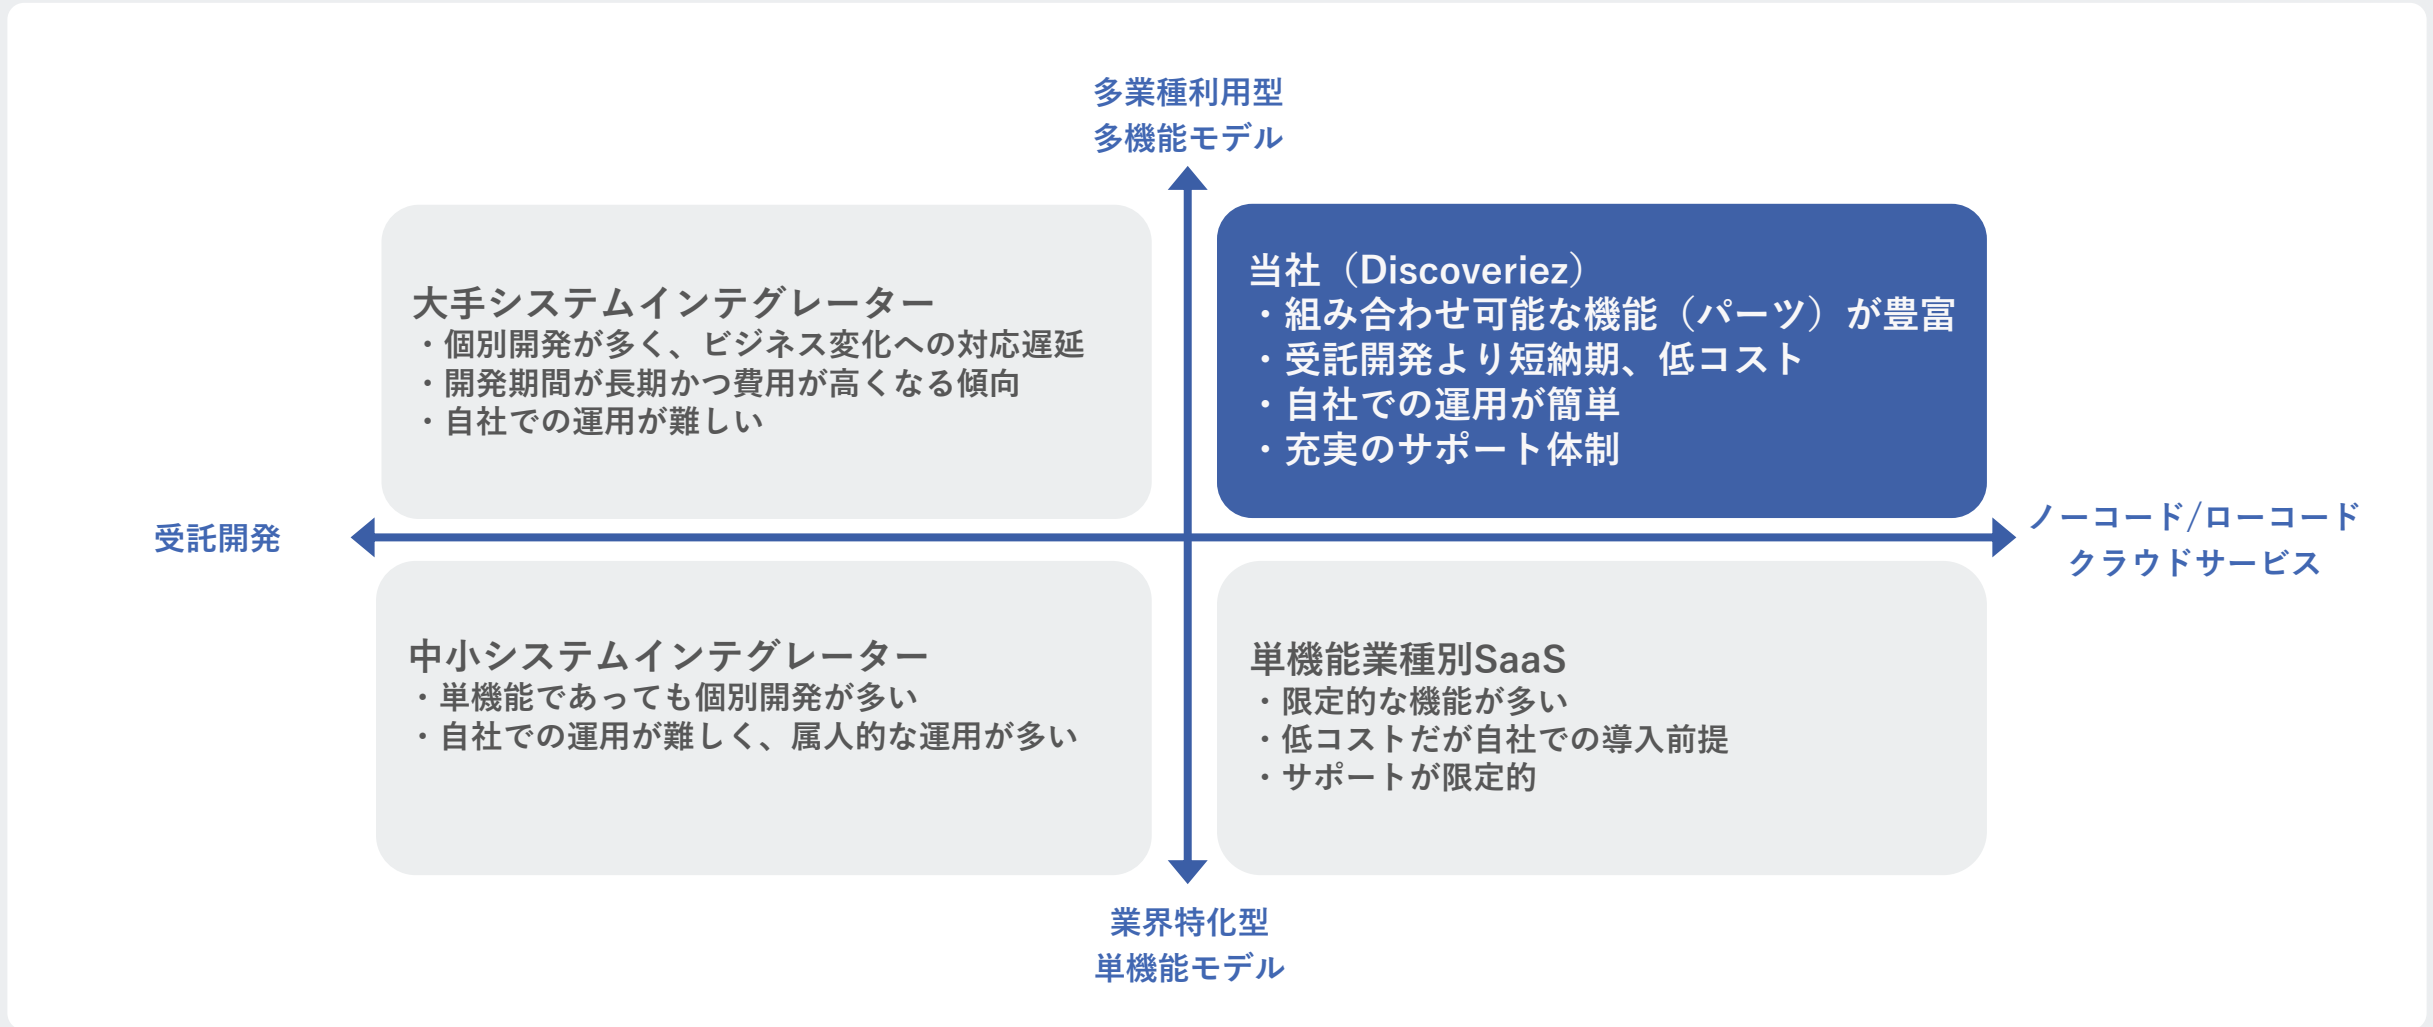 多業種利用型
多機能モデル
大手システムインテグレーター
・個別開発が多く、ビジネス変化への対応遅延
・開発期間が長期かつ費用が高くなる傾向
・自社での運用が難しい
当社（Discoveriez）
・組み合わせ可能な機能（パーツ）が豊富
・受託開発より短納期、低コスト
・自社での運用が簡単
・充実のサポート体制
受託開発
ノーコード/ローコード
クラウドサービス
中小システムインテグレーター
・単機能であっても個別開発が多い
・自社での運用が難しく、属人的な運用が多い
単機能業種別SaaS
・限定的な機能が多い
・低コストだが自社での導入前提
・サポートが限定的
業界特化型
単機能モデル